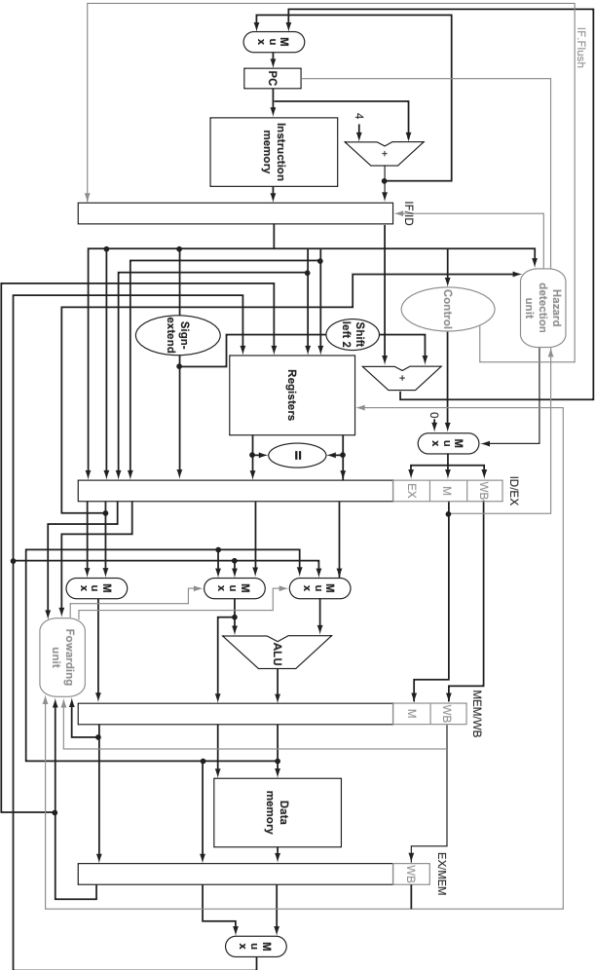 IF.Flush
M
u
x
PC
4
+
Instruction
memory
IF/ID
Hazard
detection
unit
Control
Sign-
extend
Shift
left 2
+
Registers
0
M
u
x
=
ID/EX
WB
M
EX
M
u
x
M
u
x
M
u
x
ALU
Fowarding
unit
MEM/WB
WB
M
Data
memory
EX/MEM
WB
M
u
x